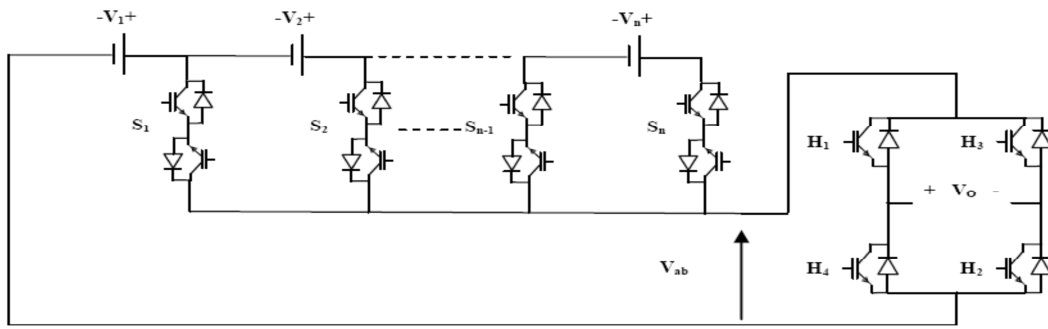 -V₁+
-V₂+
-Vₙ+
S₁
S₂
Sₙ₋₁
Sₙ
H₁
H₃
+ Vo -
Vab
H₄
H₂